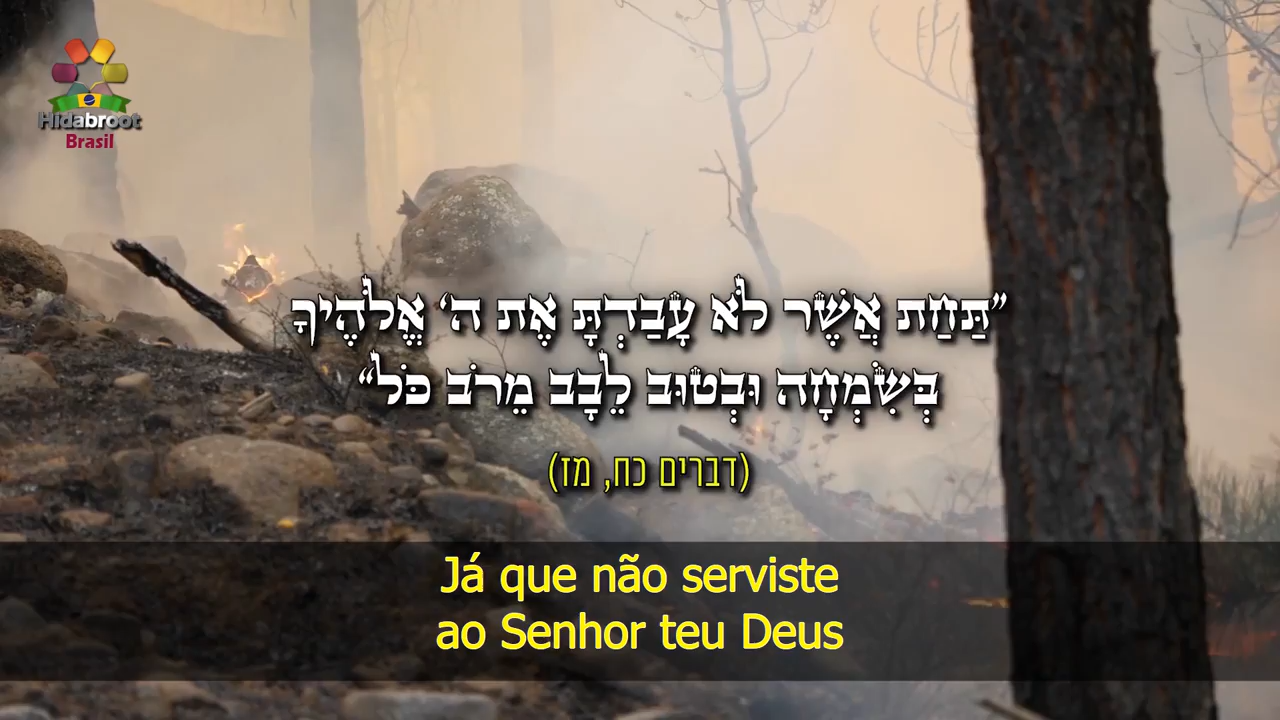 Hidabroot
Brasil
”תַּחַת אֲשֶׁר לֹא עָבַדְתָּ אֶת ה‘ אֱלֹהֶיךָ
בְּשִׂמְחָה וּבְטוּב לֵבָב מֵרֹב כֹּל“
(דברים כח, מז)
Já que não serviste
ao Senhor teu Deus